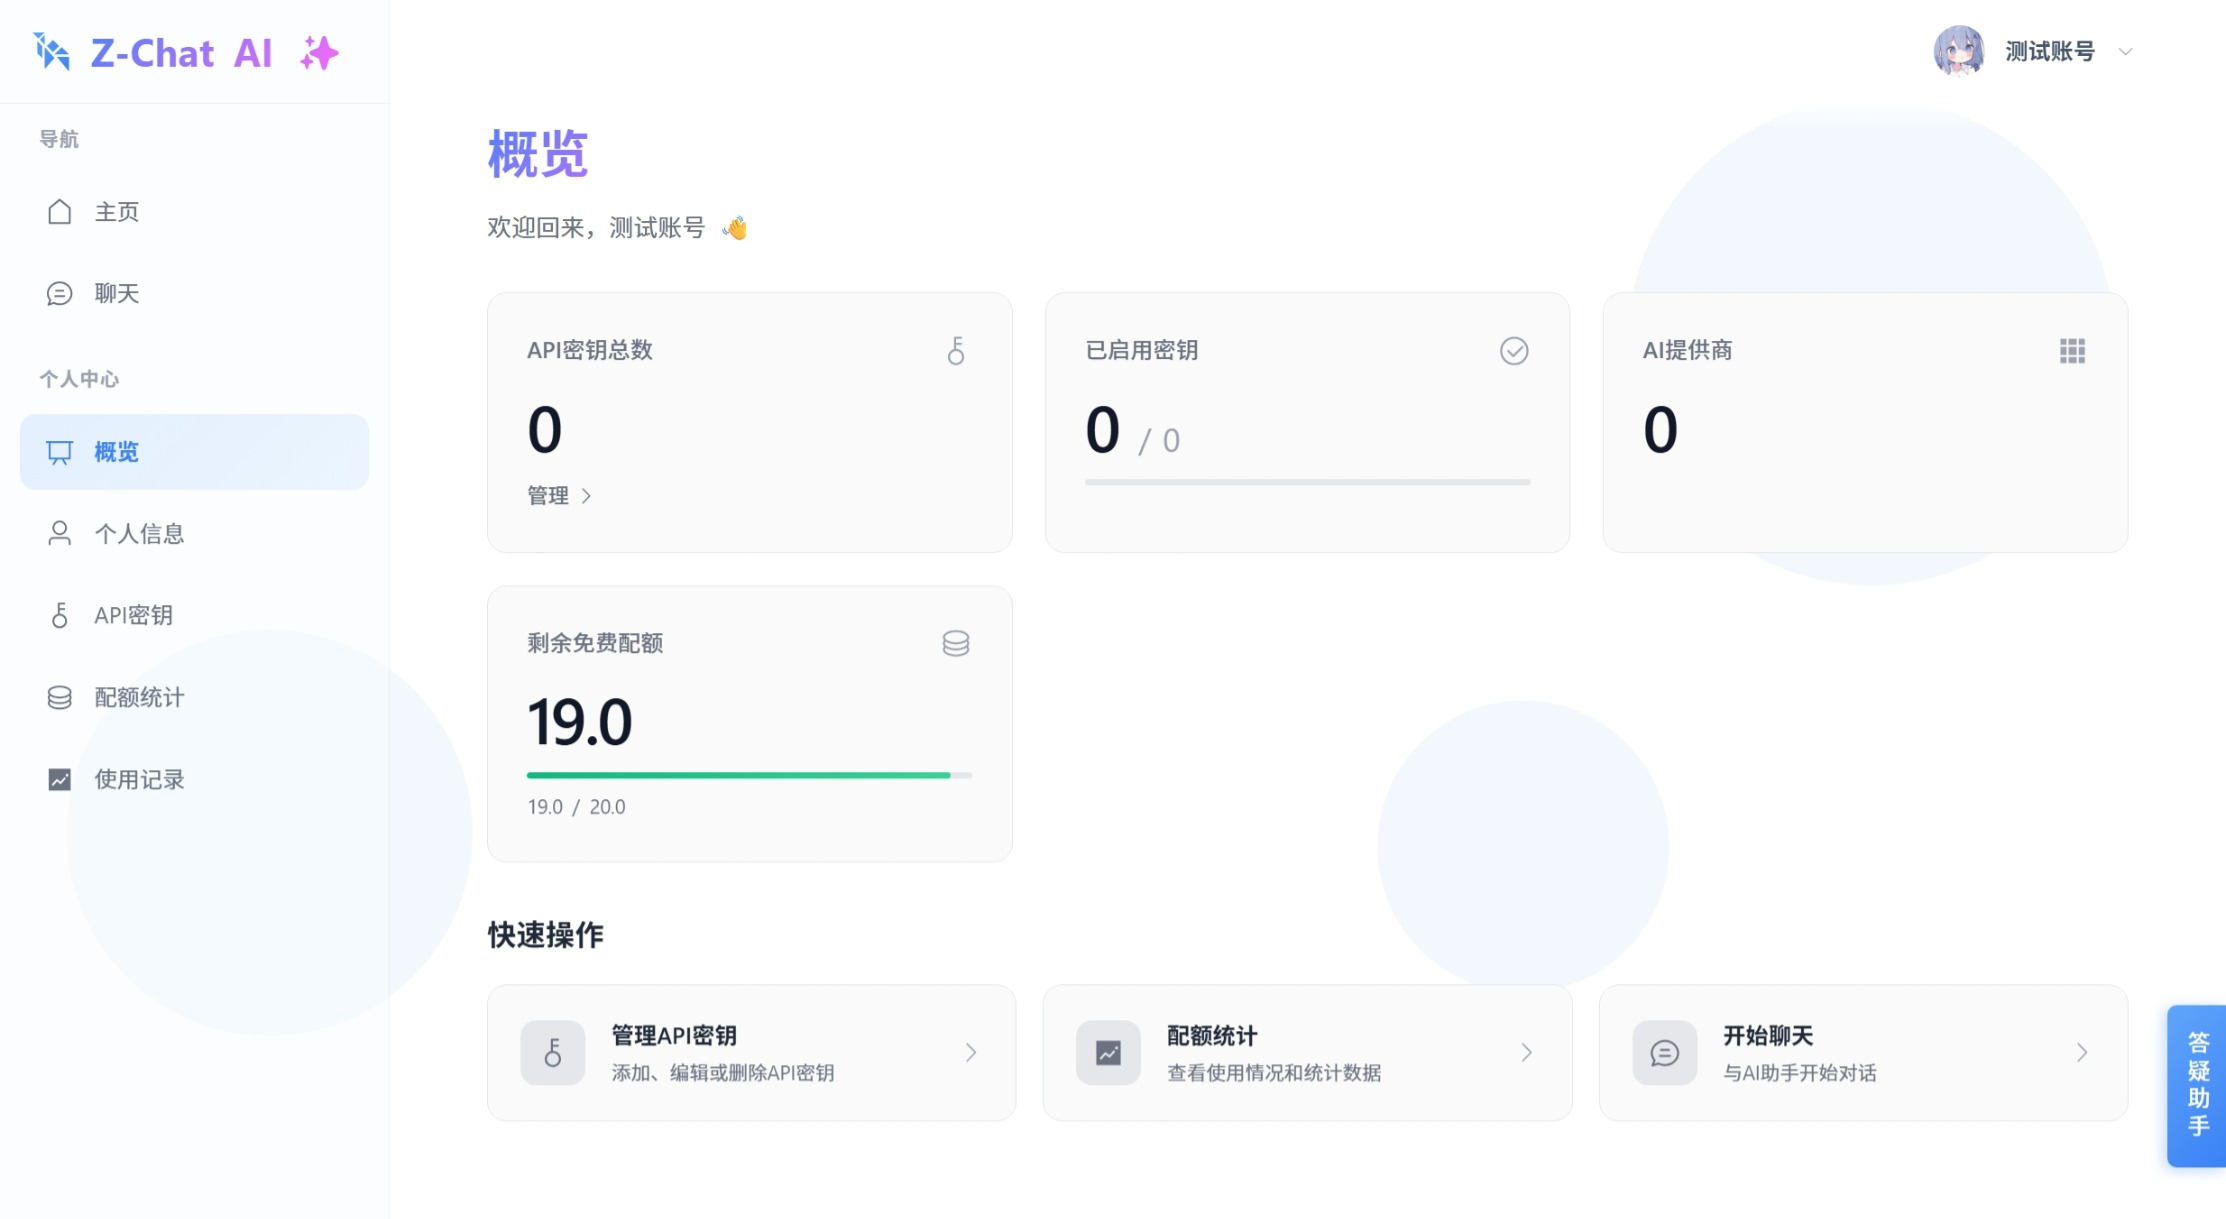 Z-Chat AI
测试账号
导航
主页
聊天
个人中心
概览
个人信息
API密钥
配额统计
使用记录
概览
欢迎回来，测试账号 👋
API密钥总数
0
管理
已启用密钥
0 / 0
AI提供商
0
剩余免费配额
19.0
19.0 / 20.0
快速操作
管理API密钥
添加、编辑或删除API密钥
配额统计
查看使用情况和统计数据
开始聊天
与AI助手开始对话
答疑助手